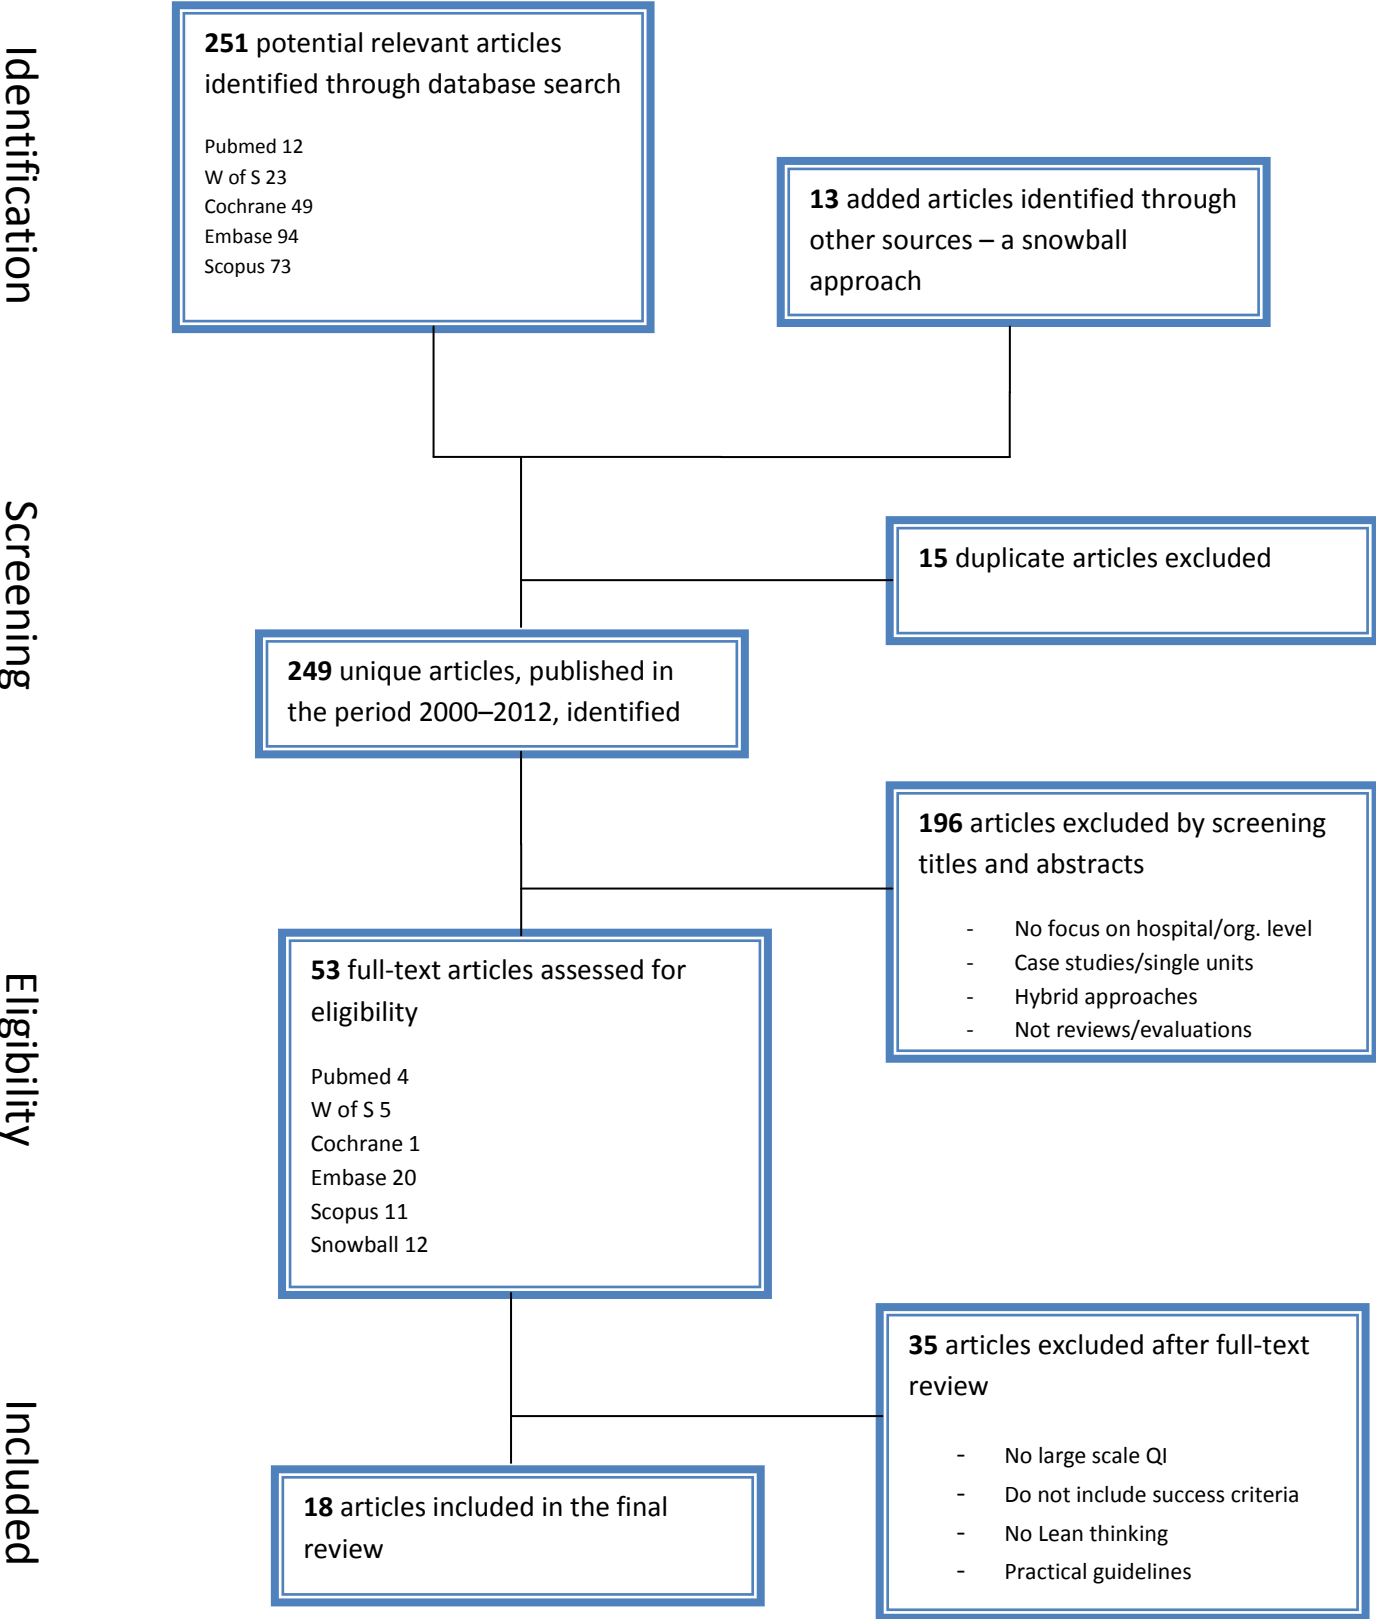 Identification
251 potential relevant articles
identified through database search
Pubmed 12
W of S 23
Cochrane 49
Embase 94
Scopus 73
13 added articles identified through
other sources – a snowball
approach
Screening
15 duplicate articles excluded
249 unique articles, published in
the period 2000–2012, identified
196 articles excluded by screening
titles and abstracts
- No focus on hospital/org. level
- Case studies/single units
- Hybrid approaches
- Not reviews/evaluations
Eligibility
53 full-text articles assessed for
eligibility
Pubmed 4
W of S 5
Cochrane 1
Embase 20
Scopus 11
Snowball 12
35 articles excluded after full-text
review
- No large scale QI
- Do not include success criteria
- No Lean thinking
- Practical guidelines
Included
18 articles included in the final
review